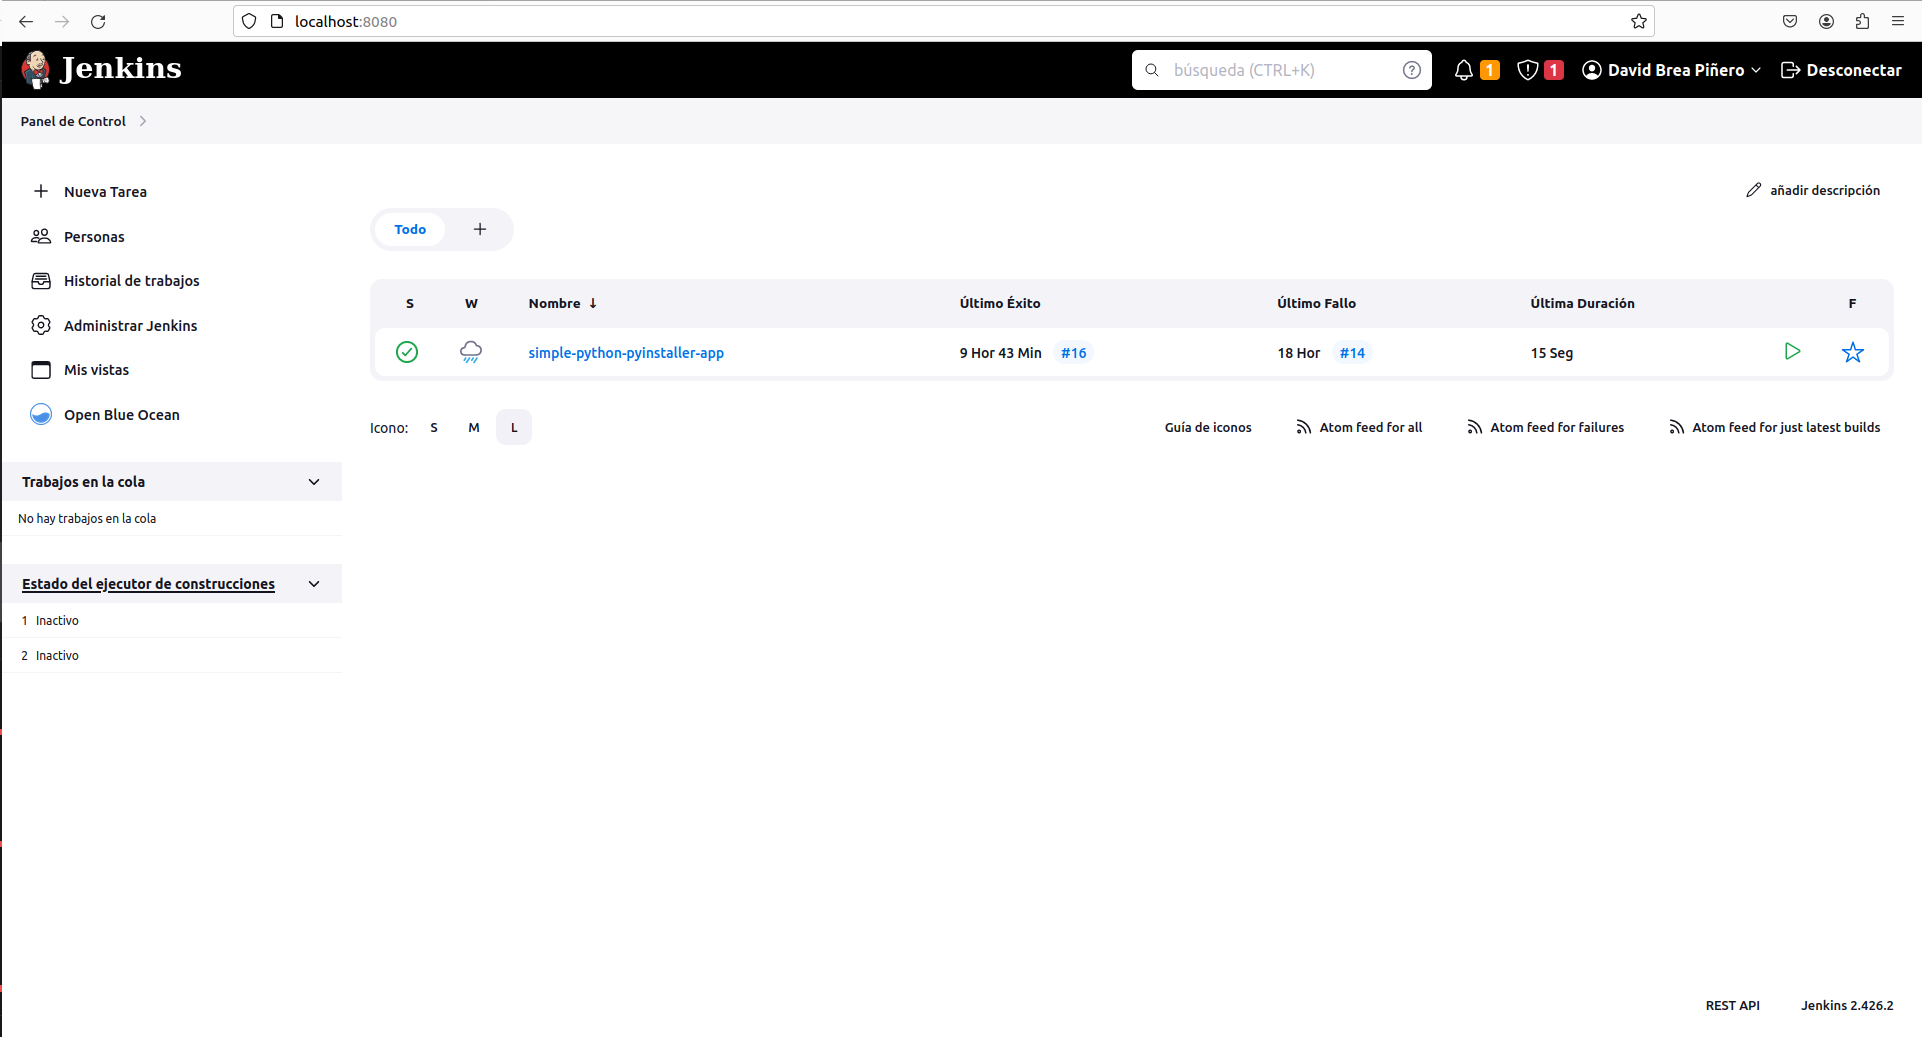 localhost:8080
Jenkins
búsqueda (CTRL+K)
1
1
David Brea Piñero
Desconectar
Panel de Control
Nueva Tarea
Personas
Historial de trabajos
Administrar Jenkins
Mis vistas
Open Blue Ocean
Trabajos en la cola
No hay trabajos en la cola
Estado del ejecutor de construcciones
1 Inactivo
2 Inactivo
añadir descripción
Todo
S W Nombre ↓ Último Éxito Último Fallo Última Duración F
simple-python-pyinstaller-app 9 Hor 43 Min #16 18 Hor #14 15 Seg
Icono: S M L
Guía de iconos
Atom feed for all
Atom feed for failures
Atom feed for just latest builds
REST API
Jenkins 2.426.2